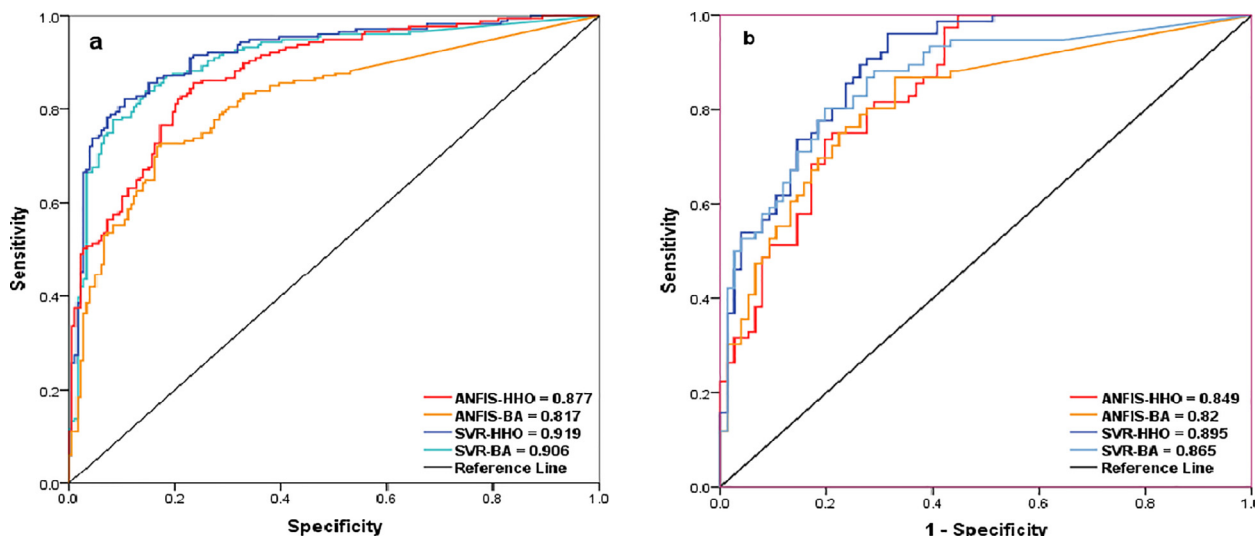 a
1.0
0.8
0.6
0.4
0.2
0.0
Sensitivity
0.0 0.2 0.4 0.6 0.8 1.0
Specificity
ANFIS-HHO = 0.877
ANFIS-BA = 0.817
SVR-HHO = 0.919
SVR-BA = 0.906
Reference Line
b
1.0
0.8
0.6
0.4
0.2
0.0
Sensitivity
0.0 0.2 0.4 0.6 0.8 1.0
1 - Specificity
ANFIS-HHO = 0.849
ANFIS-BA = 0.82
SVR-HHO = 0.895
SVR-BA = 0.865
Reference Line